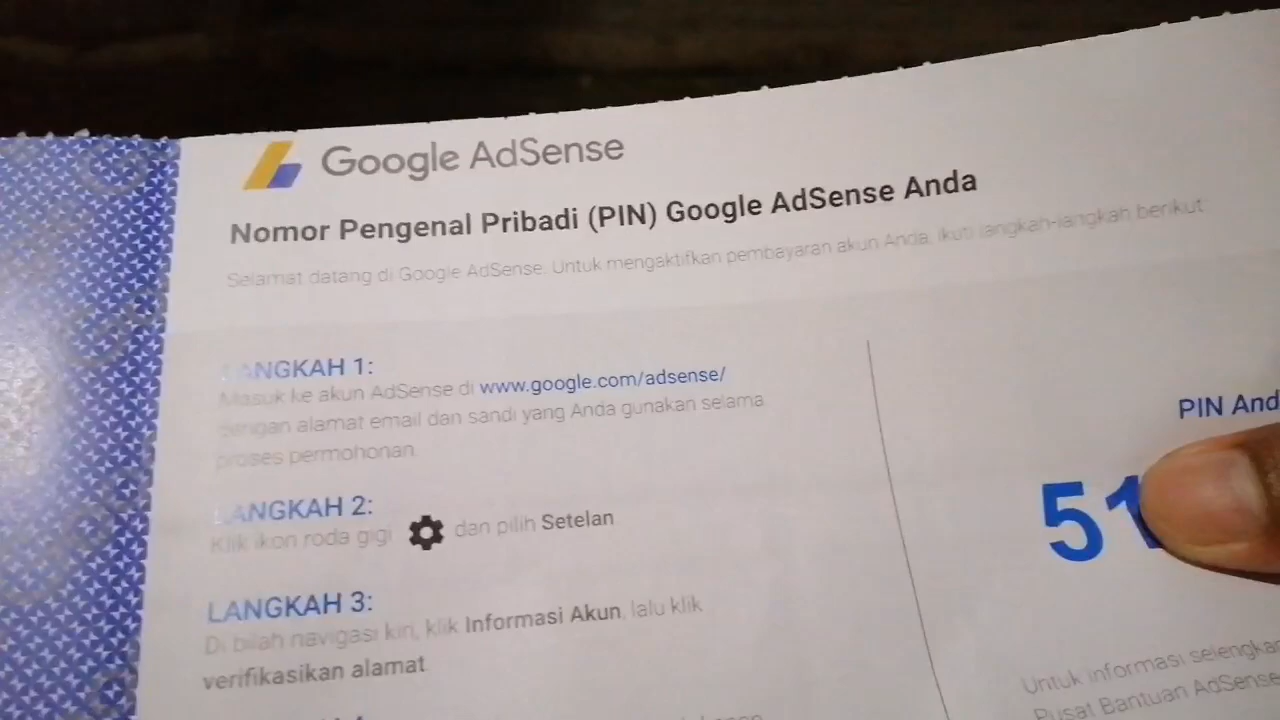 Google AdSense
Nomor Pengenal Pribadi (PIN) Google AdSense Anda
Selamat datang di Google AdSense. Untuk mengaktifkan pembayaran akun Anda, ikuti langkah-langkah berikut:
LANGKAH 1:
Masuk ke akun AdSense di www.google.com/adsense/
dengan alamat email dan sandi yang Anda gunakan selama
proses permohonan.
LANGKAH 2:
Klik ikon roda gigi dan pilih Setelan
LANGKAH 3:
Di bilah navigasi kiri, klik Informasi Akun, lalu klik
verifikasikan alamat.
PIN And
51
Untuk informasi selengkap
Pusat Bantuan AdSense